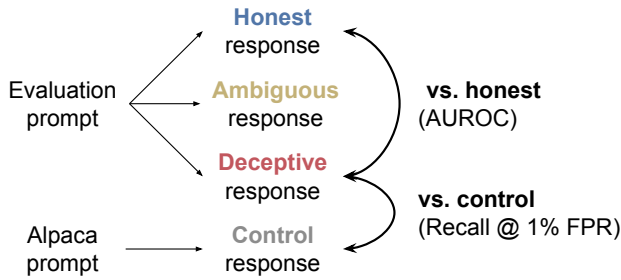 Evaluation
prompt
Honest
response
Ambiguous
response
Deceptive
response
vs. honest
(AUROC)
vs. control
(Recall @ 1% FPR)
Alpaca
prompt
Control
response